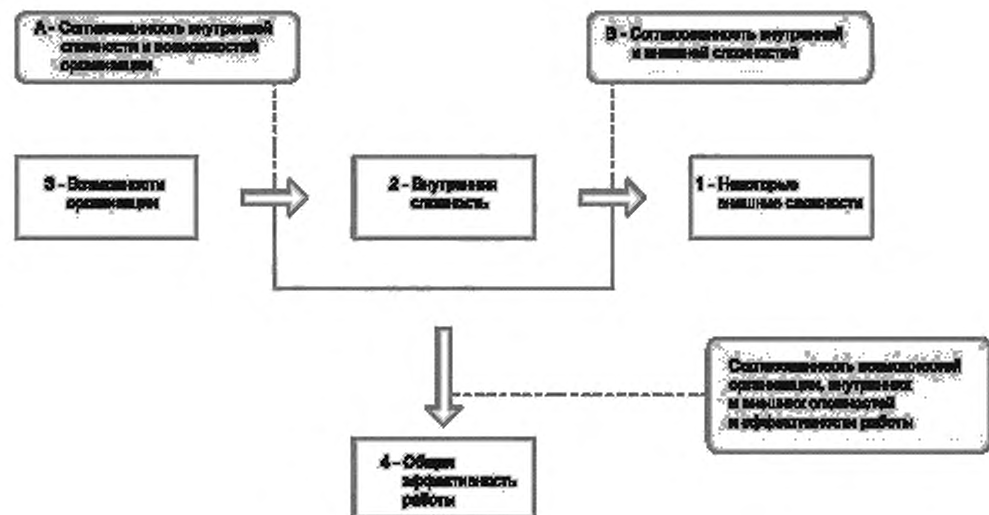 А - Согласованность внутренней
сложности и возможностей
организации
В - Согласованность внутренней
и внешней сложностей
3 - Возможности
организации
2 - Внутренняя
сложность
1 - Некоторые
внешние сложности
Согласованность возможностей
организации, внутренних
и внешних сложностей
и эффективности работы
4 - Общая
эффективность
работы